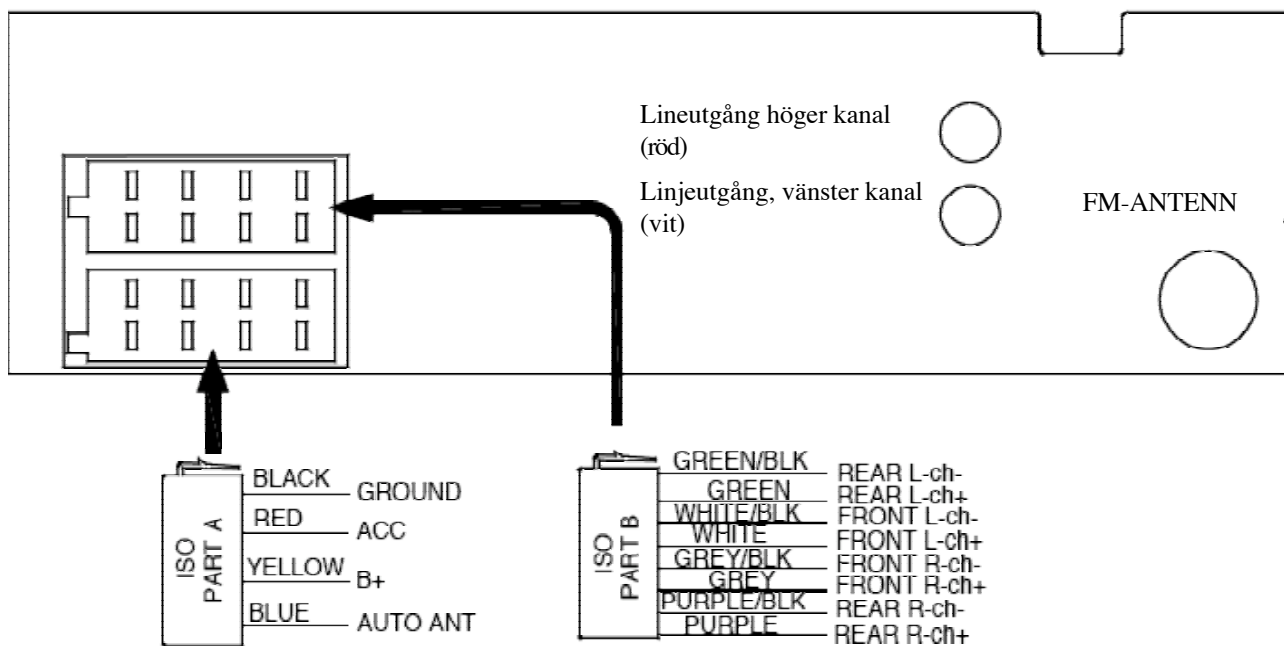 Lineutgång höger kanal
(röd)
Linjeutgång, vänster kanal
(vit)
FM-ANTENN
ISO
PART A
BLACK GROUND
RED ACC
YELLOW B+
BLUE AUTO ANT
ISO
PART B
GREEN/BLK REAR L-ch-
GREEN REAR L-ch+
WHITE/BLK FRONT L-ch-
WHITE FRONT L-ch+
GREY/BLK FRONT R-ch-
GREY FRONT R-ch+
PURPLE/BLK REAR R-ch-
PURPLE REAR R-ch+